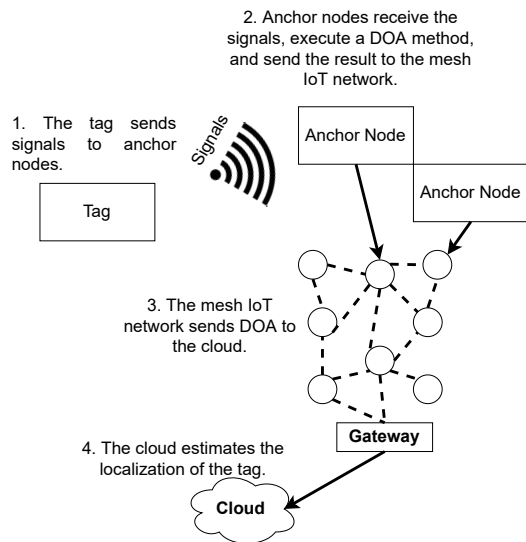 2. Anchor nodes receive the
signals, execute a DOA method,
and send the result to the mesh
IoT network.
1. The tag sends
signals to anchor
nodes.
Signals
Anchor Node
Anchor Node
Tag
3. The mesh IoT
network sends DOA to
the cloud.
Gateway
4. The cloud estimates the
localization of the tag.
Cloud